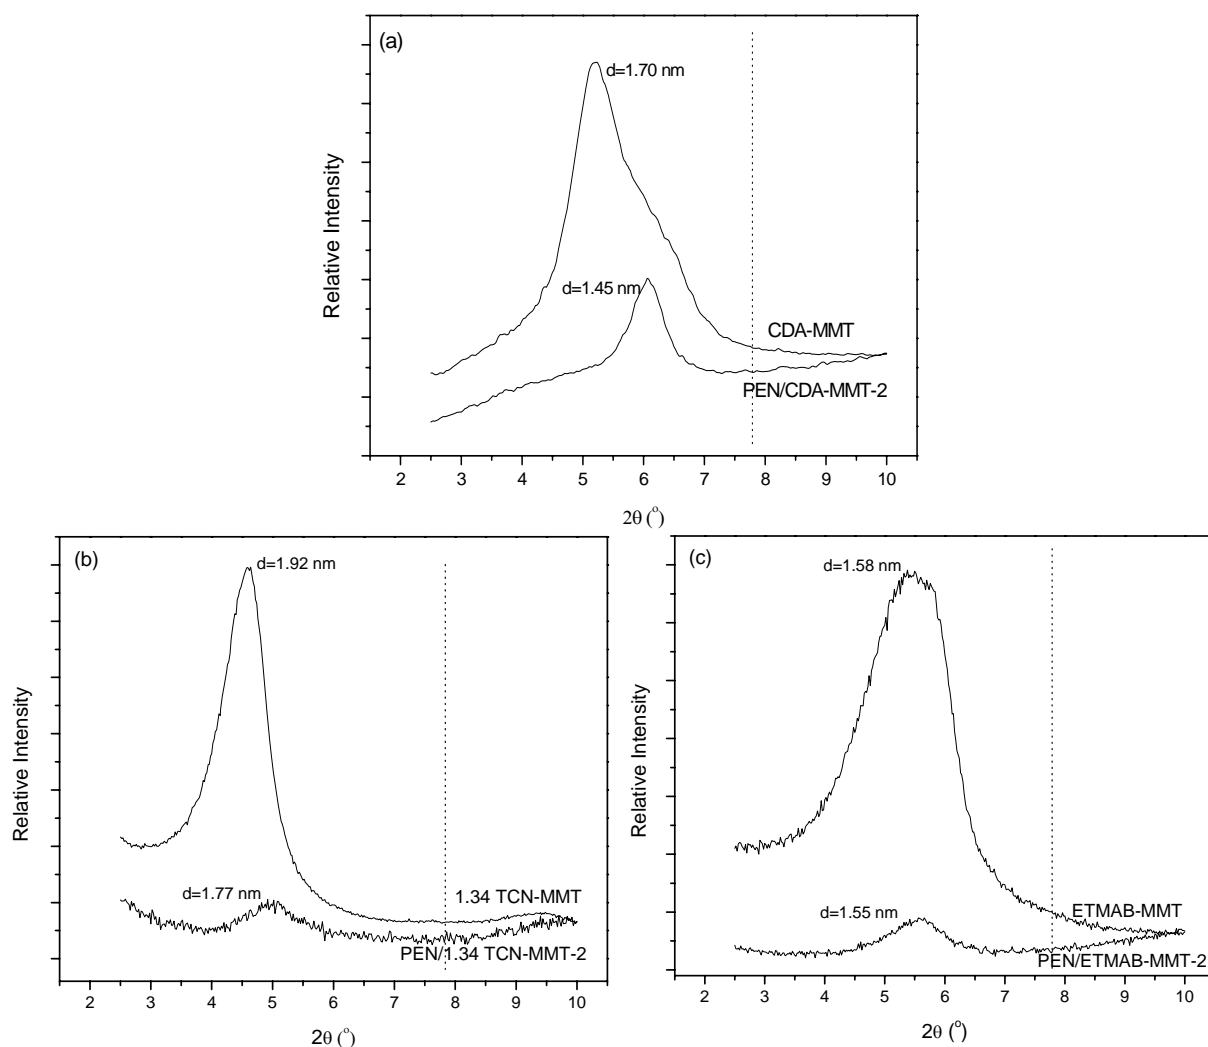 (a)
d=1.70 nm
d=1.45 nm
CDA-MMT
PEN/CDA-MMT-2
Relative Intensity
2 3 4 5 6 7 8 9 10
2θ (°)
(b)
d=1.92 nm
d=1.77 nm
1.34 TCN-MMT
PEN/1.34 TCN-MMT-2
Relative Intensity
2 3 4 5 6 7 8 9 10
2θ (°)
(c)
d=1.58 nm
d=1.55 nm
ETMAB-MMT
PEN/ETMAB-MMT-2
Relative Intensity
2 3 4 5 6 7 8 9 10
2θ (°)